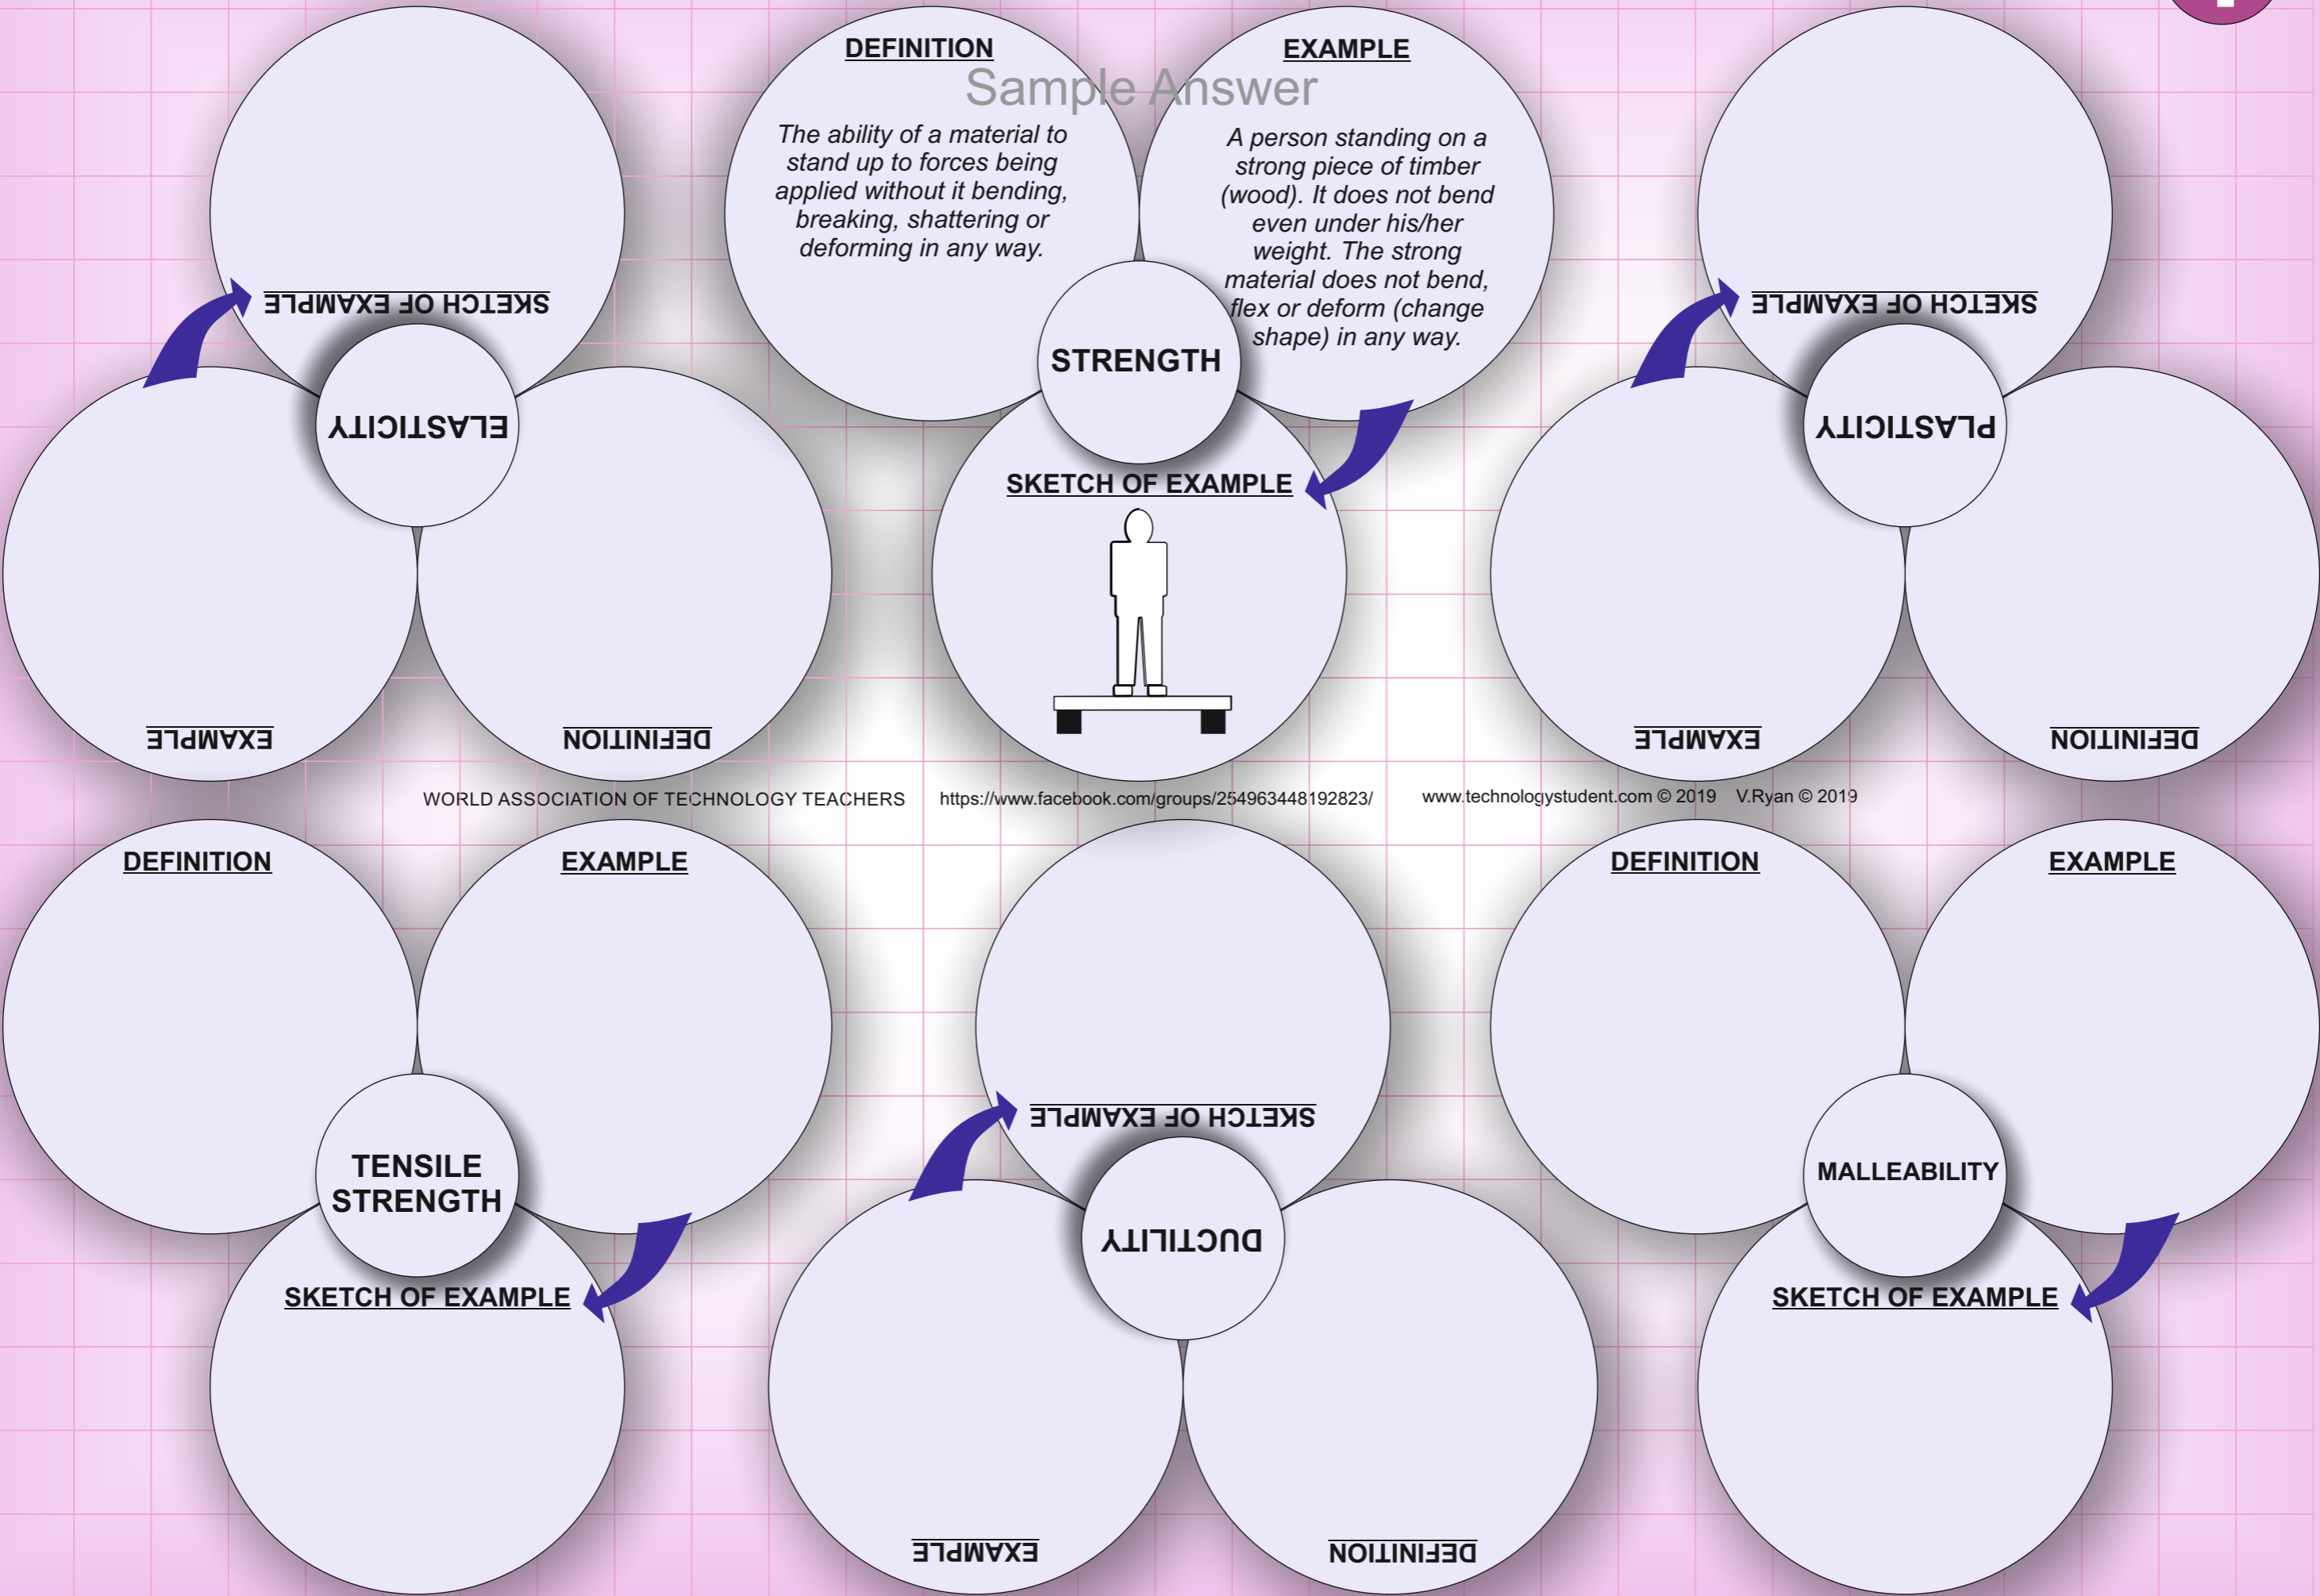 DEFINITION
Sample Answer
The ability of a material to
stand up to forces being
applied without it bending,
breaking, shattering or
deforming in any way.
EXAMPLE
A person standing on a
strong piece of timber
(wood). It does not bend
even under his/her
weight. The strong
material does not bend,
flex or deform (change
shape) in any way.
STRENGTH
SKETCH OF EXAMPLE
SKETCH OF EXAMPLE
ELASTICITY
EXAMPLE
DEFINITION
SKETCH OF EXAMPLE
PLASTICITY
EXAMPLE
DEFINITION
WORLD ASSOCIATION OF TECHNOLOGY TEACHERS https://www.facebook.com/groups/254963448192823/ www.technologystudent.com © 2019 V.Ryan © 2019
DEFINITION
EXAMPLE
TENSILE
STRENGTH
SKETCH OF EXAMPLE
SKETCH OF EXAMPLE
DUCTILITY
EXAMPLE
DEFINITION
DEFINITION
EXAMPLE
MALLEABILITY
SKETCH OF EXAMPLE